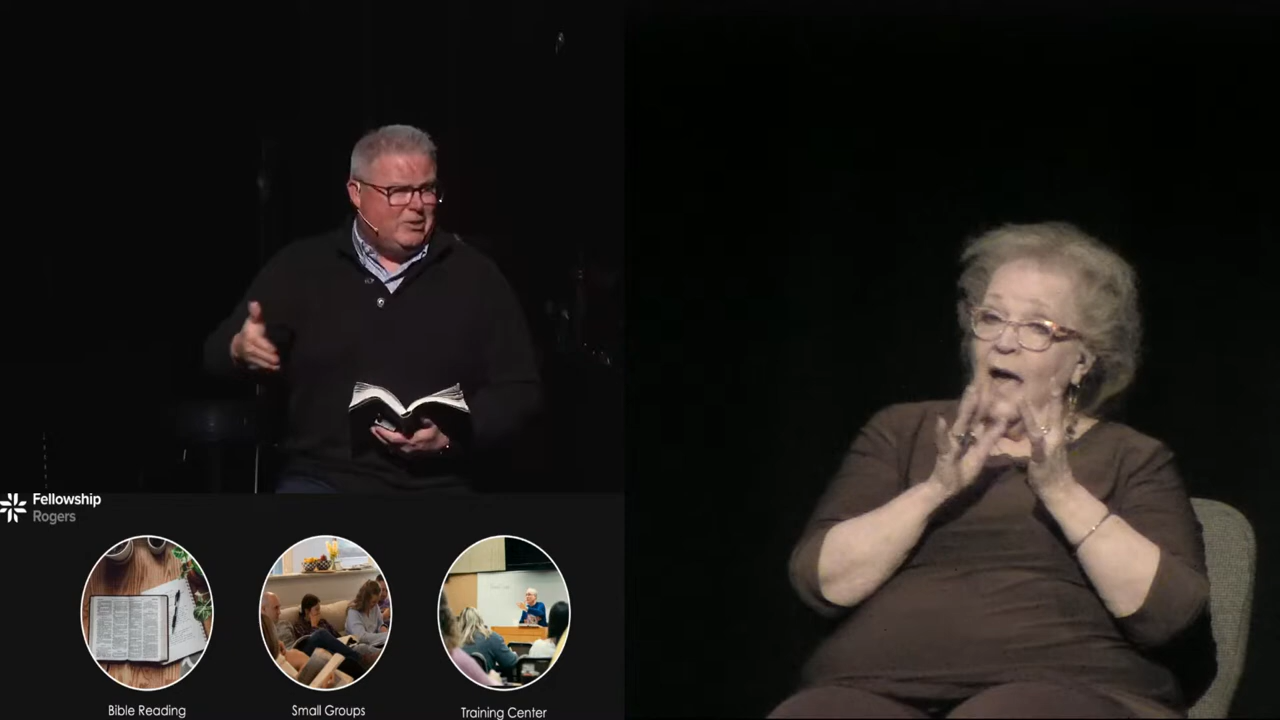 Fellowship
Rogers
Bible Reading
Small Groups
Training Center